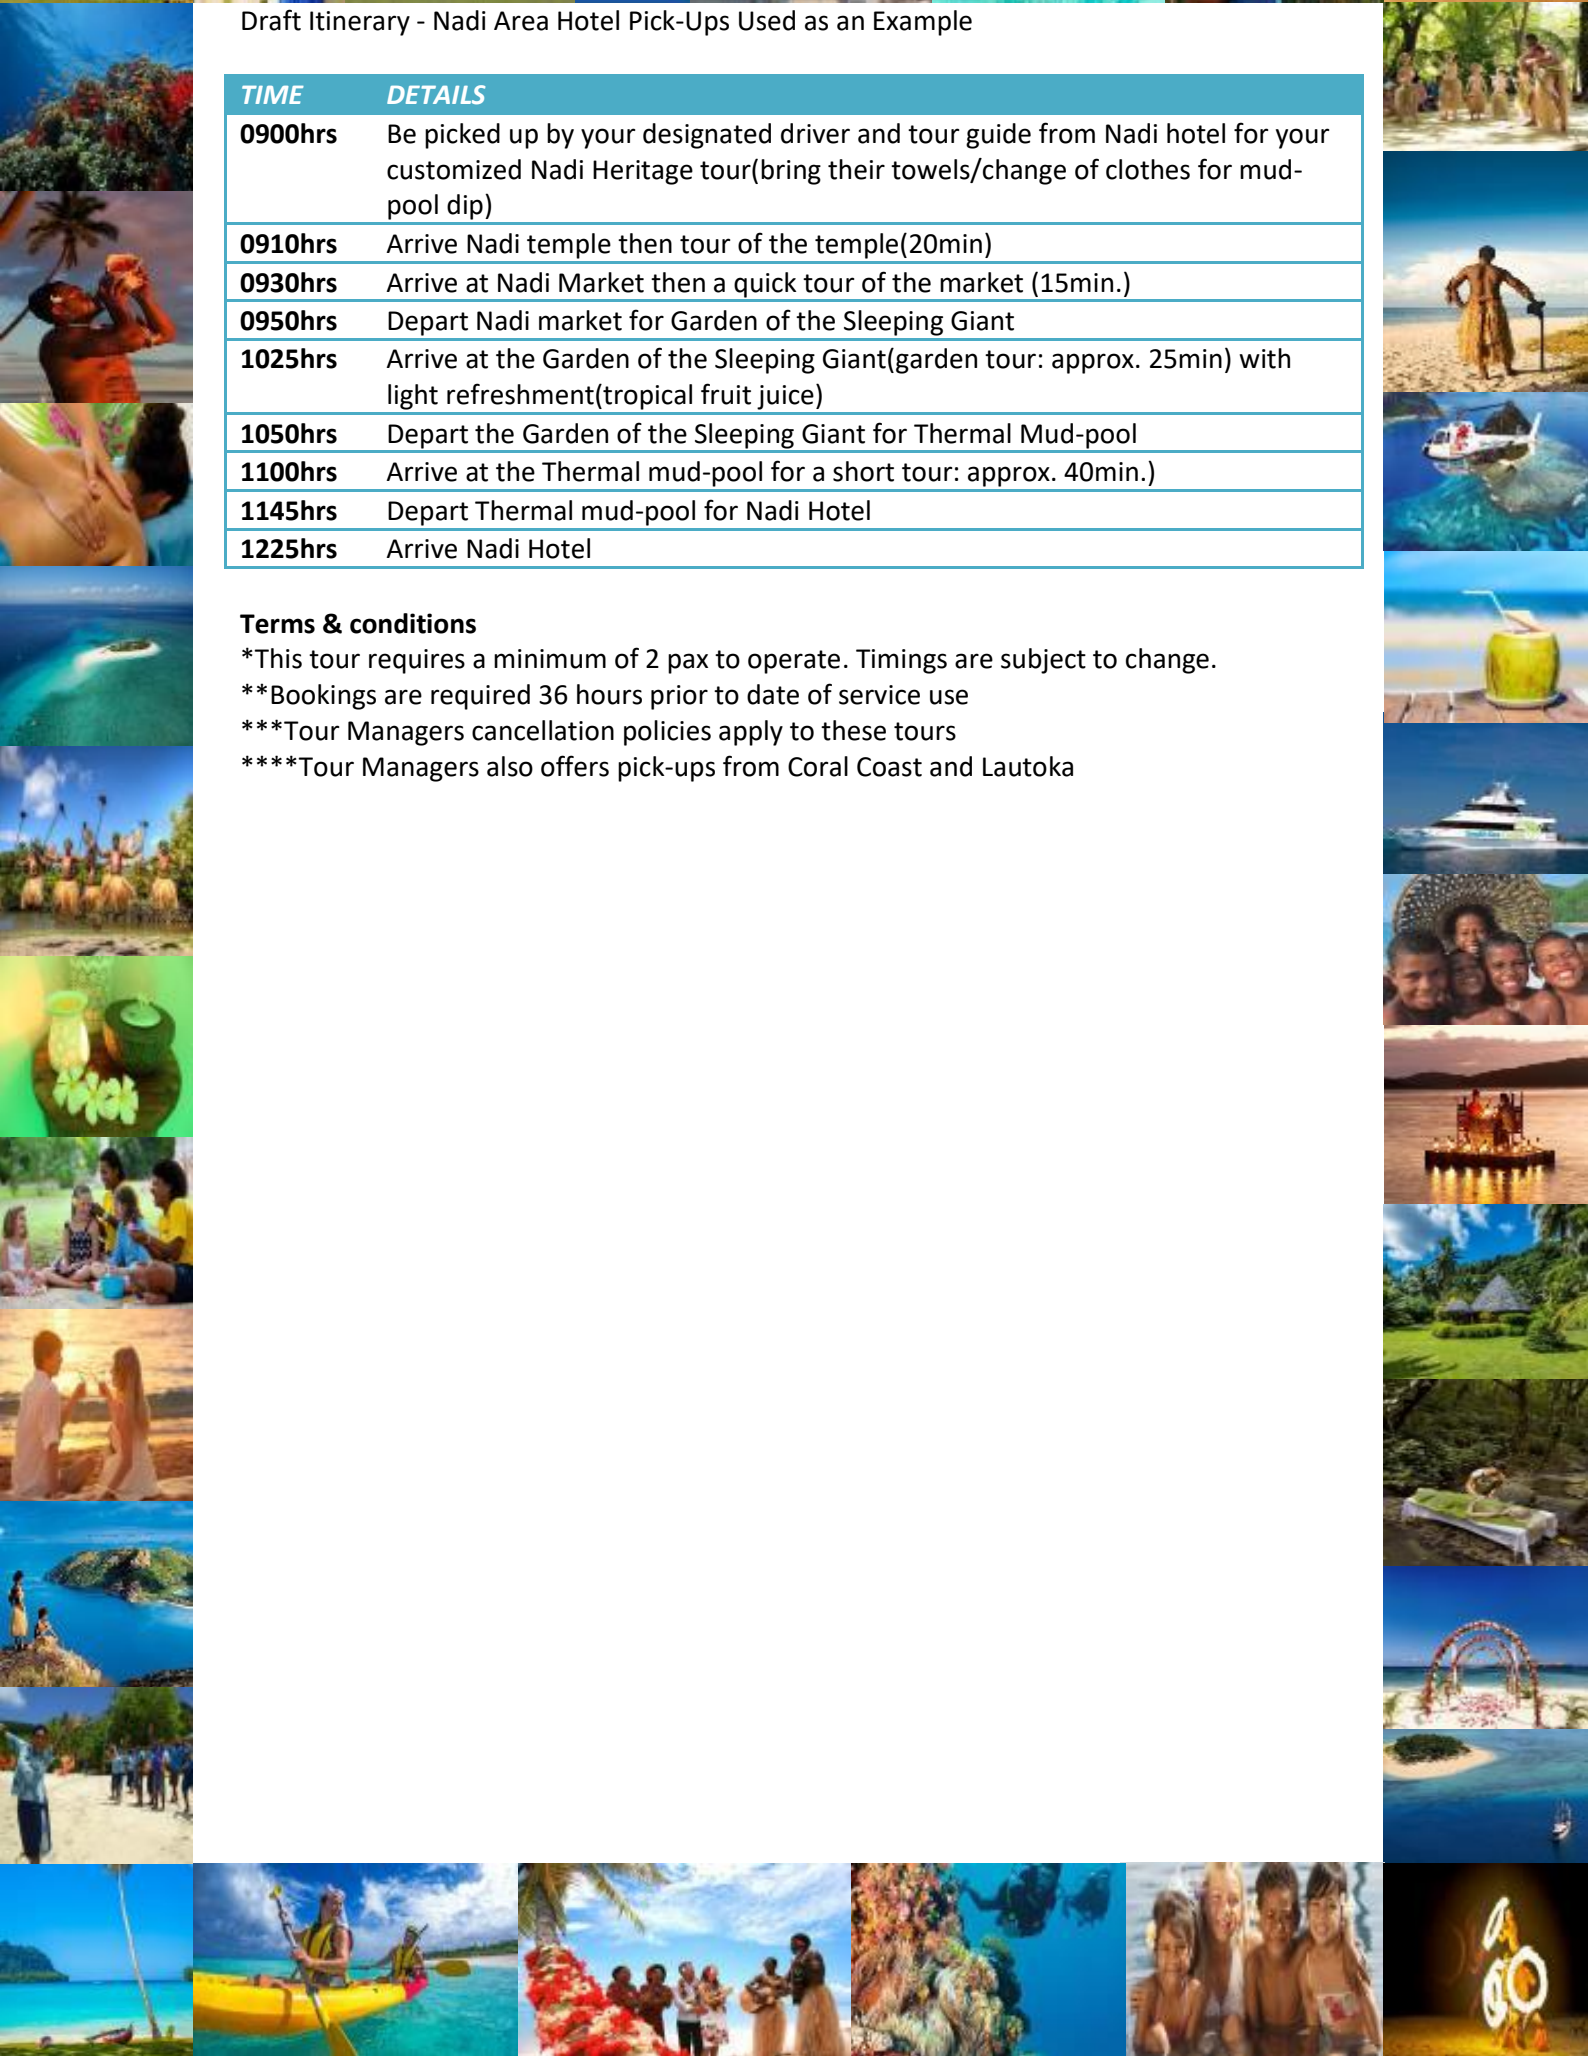 Draft Itinerary - Nadi Area Hotel Pick-Ups Used as an Example
TIME DETAILS
0900hrs Be picked up by your designated driver and tour guide from Nadi hotel for your
customized Nadi Heritage tour(bring their towels/change of clothes for mud-
pool dip)
0910hrs Arrive Nadi temple then tour of the temple(20min)
0930hrs Arrive at Nadi Market then a quick tour of the market (15min.)
0950hrs Depart Nadi market for Garden of the Sleeping Giant
1025hrs Arrive at the Garden of the Sleeping Giant(garden tour: approx. 25min) with
light refreshment(tropical fruit juice)
1050hrs Depart the Garden of the Sleeping Giant for Thermal Mud-pool
1100hrs Arrive at the Thermal mud-pool for a short tour: approx. 40min.)
1145hrs Depart Thermal mud-pool for Nadi Hotel
1225hrs Arrive Nadi Hotel
Terms & conditions
*This tour requires a minimum of 2 pax to operate. Timings are subject to change.
**Bookings are required 36 hours prior to date of service use
***Tour Managers cancellation policies apply to these tours
****Tour Managers also offers pick-ups from Coral Coast and Lautoka